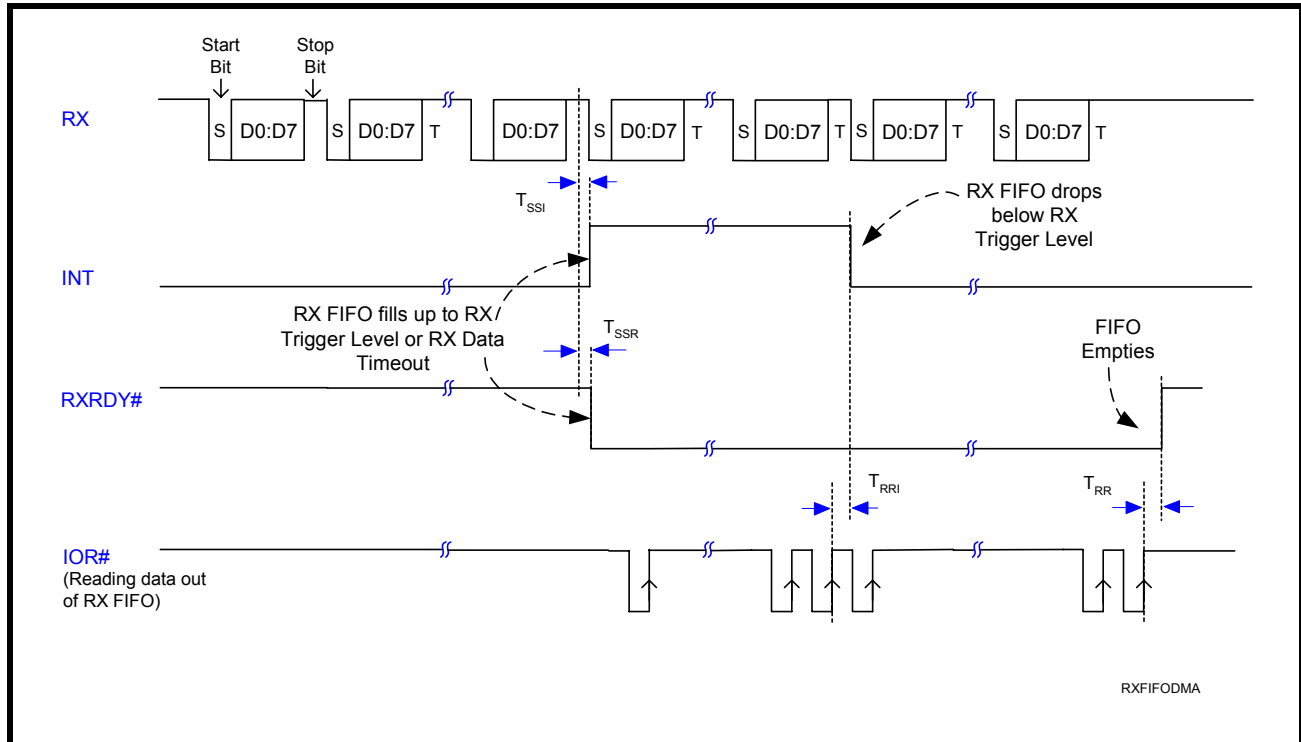 Start
Bit
Stop
Bit
RX
S D0:D7 S D0:D7 T D0:D7 S D0:D7 T S D0:D7 T S D0:D7 T S D0:D7 T
TSSI
RX FIFO drops
below RX
Trigger Level
INT
RX FIFO fills up to RX
Trigger Level or RX Data
Timeout
TSSR
FIFO
Empties
RXRDY#
TRRI
TRR
IOR#
(Reading data out
of RX FIFO)
RXFIFODMA